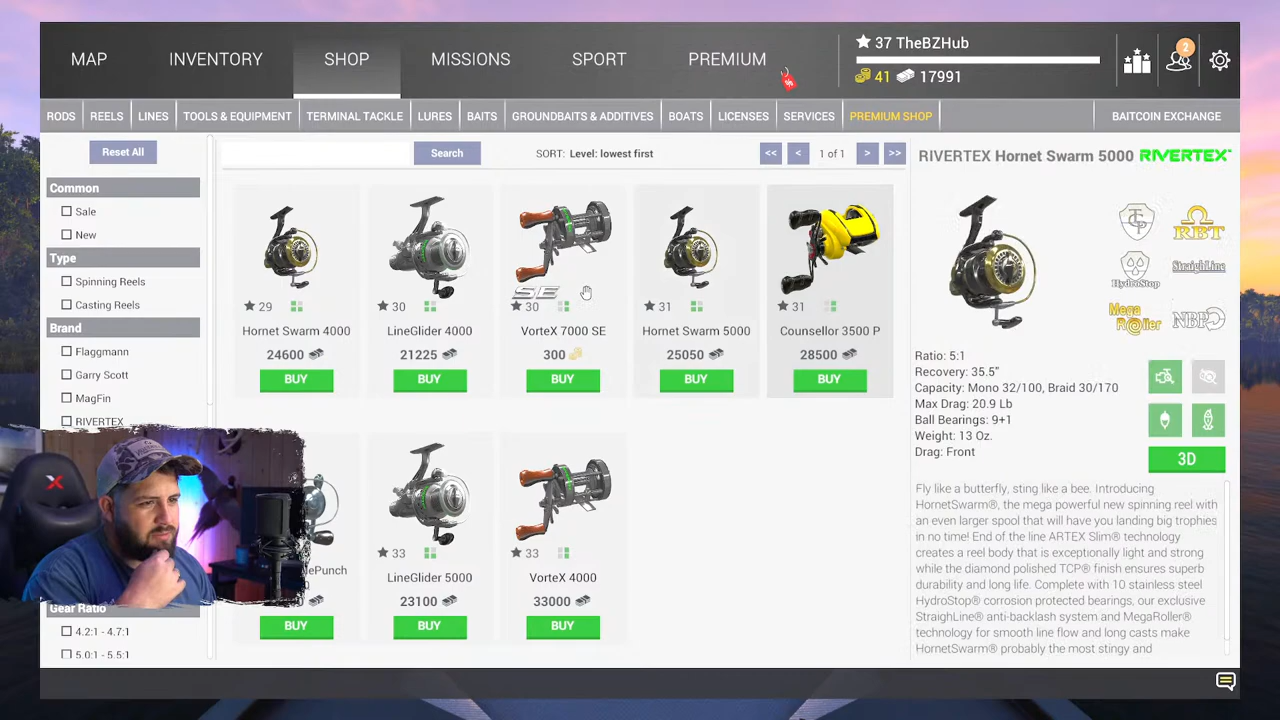 MAP
INVENTORY
SHOP
MISSIONS
SPORT
PREMIUM
%
37 TheBZHub
41 17991
2
RODS
REELS
LINES
TOOLS & EQUIPMENT
TERMINAL TACKLE
LURES
BAITS
GROUNDBAITS & ADDITIVES
BOATS
LICENSES
SERVICES
PREMIUM SHOP
BAITCOIN EXCHANGE
Reset All
Search
SORT: Level: lowest first
<<
<
1 of 1
>
>>
Common
Sale
New
Type
Spinning Reels
Casting Reels
Brand
Flaggmann
Garry Scott
MagFin
RIVERTEX
Gear Ratio
4.2:1 - 4.7:1
5.0:1 - 5.5:1
29
Hornet Swarm 4000
24600
BUY
30
LineGlider 4000
21225
BUY
SE
30
VorteX 7000 SE
300
BUY
31
Hornet Swarm 5000
25050
BUY
31
Counsellor 3500 P
28500
BUY
BUY
33
LineGlider 5000
23100
BUY
33
VorteX 4000
33000
BUY
RIVERTEX Hornet Swarm 5000
RIVERTEX
TCP
RBT
HydroStop
StraighLine
Mega Roller
NBP
Ratio: 5:1
Recovery: 35.5"
Capacity: Mono 32/100, Braid 30/170
Max Drag: 20.9 Lb
Ball Bearings: 9+1
Weight: 13 Oz.
Drag: Front
3D
Fly like a butterfly, sting like a bee. Introducing
HornetSwarm®, the mega powerful new spinning reel with
an even larger spool that will have you landing big trophies
in no time! End of the line ARTEX Slim® technology
creates a reel body that is exceptionally light and strong
while the diamond polished TCP® finish ensures superb
durability and long life. Complete with 10 stainless steel
HydroStop® corrosion protected bearings, our exclusive
StraighLine® anti-backlash system and MegaRoller®
technology for smooth line flow and long casts make
HornetSwarm® probably the most stingy and